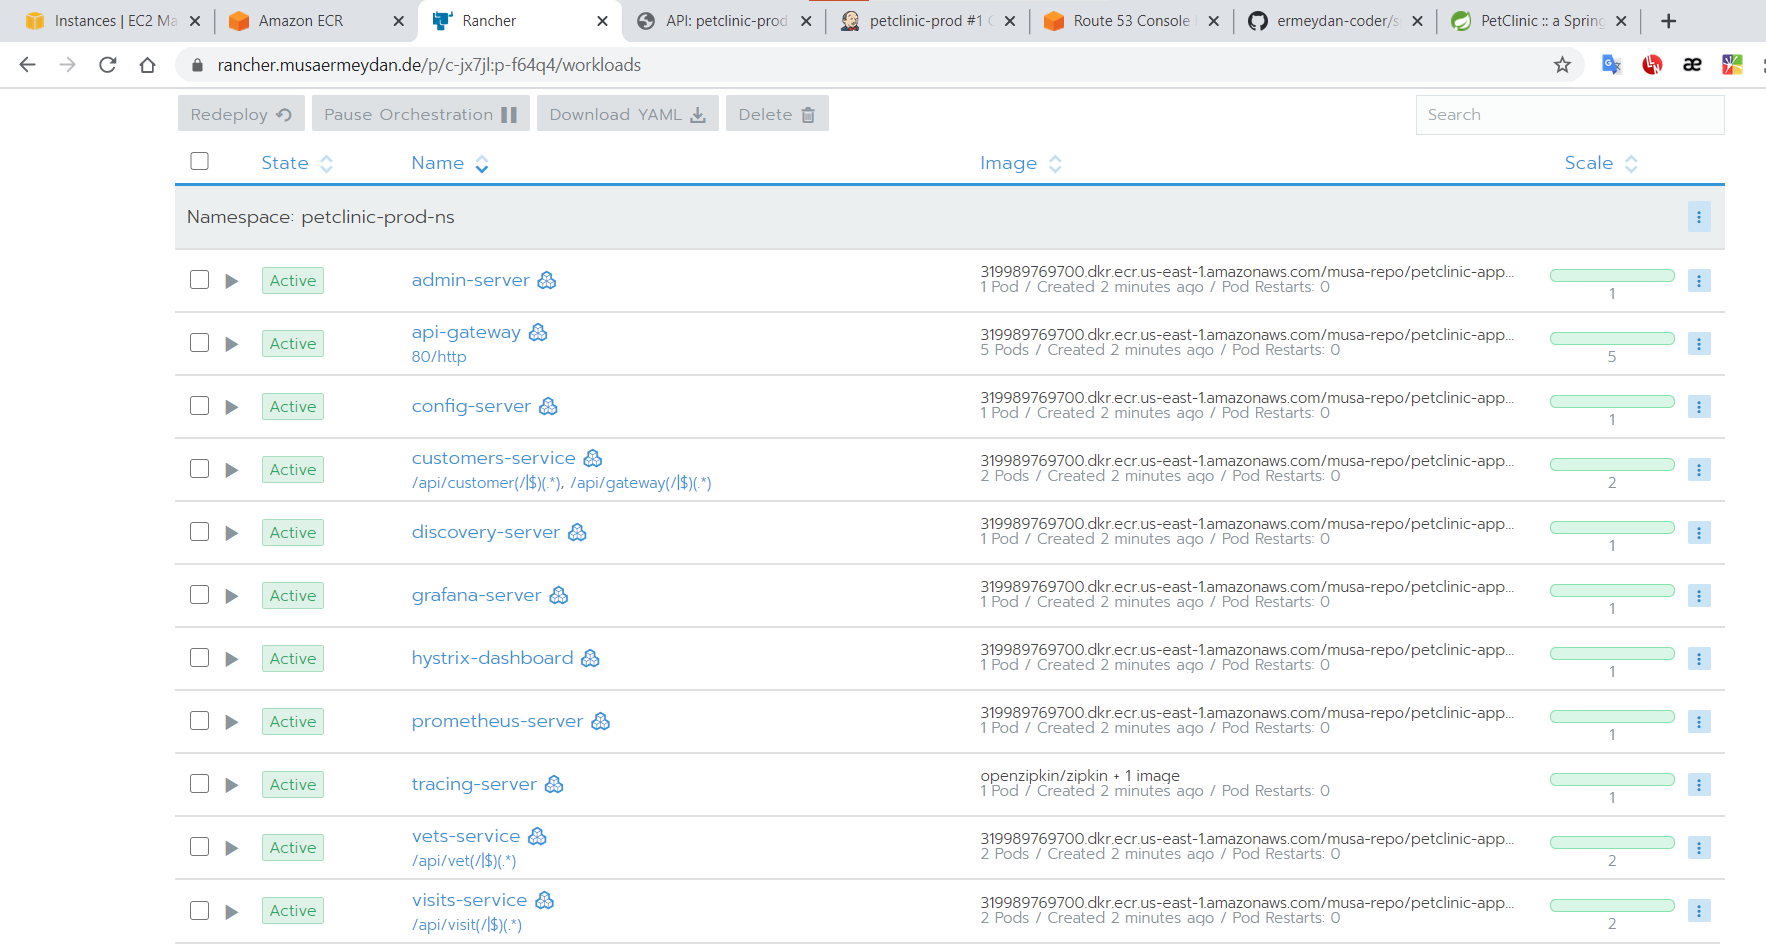 Instances | EC2 Ma
Amazon ECR
Rancher
API: petclinic-prod
petclinic-prod #1 C
Route 53 Console
ermeydan-coder/s
PetClinic :: a Spring
rancher.musaermeydan.de/p/c-jx7jl:p-f64q4/workloads
Redeploy
Pause Orchestration
Download YAML
Delete
Search
State
Name
Image
Scale
Namespace: petclinic-prod-ns
Active
admin-server
319989769700.dkr.ecr.us-east-1.amazonaws.com/musa-repo/petclinic-app...
1 Pod / Created 2 minutes ago / Pod Restarts: 0
1
Active
api-gateway
80/http
319989769700.dkr.ecr.us-east-1.amazonaws.com/musa-repo/petclinic-app...
5 Pods / Created 2 minutes ago / Pod Restarts: 0
5
Active
config-server
319989769700.dkr.ecr.us-east-1.amazonaws.com/musa-repo/petclinic-app...
1 Pod / Created 2 minutes ago / Pod Restarts: 0
1
Active
customers-service
/api/customer(/|$)(.*), /api/gateway(/|$)(.*)
319989769700.dkr.ecr.us-east-1.amazonaws.com/musa-repo/petclinic-app...
2 Pods / Created 2 minutes ago / Pod Restarts: 0
2
Active
discovery-server
319989769700.dkr.ecr.us-east-1.amazonaws.com/musa-repo/petclinic-app...
1 Pod / Created 2 minutes ago / Pod Restarts: 0
1
Active
grafana-server
319989769700.dkr.ecr.us-east-1.amazonaws.com/musa-repo/petclinic-app...
1 Pod / Created 2 minutes ago / Pod Restarts: 0
1
Active
hystrix-dashboard
319989769700.dkr.ecr.us-east-1.amazonaws.com/musa-repo/petclinic-app...
1 Pod / Created 2 minutes ago / Pod Restarts: 0
1
Active
prometheus-server
319989769700.dkr.ecr.us-east-1.amazonaws.com/musa-repo/petclinic-app...
1 Pod / Created 2 minutes ago / Pod Restarts: 0
1
Active
tracing-server
openzipkin/zipkin + 1 image
1 Pod / Created 2 minutes ago / Pod Restarts: 0
1
Active
vets-service
/api/vet(/|$)(.*)
319989769700.dkr.ecr.us-east-1.amazonaws.com/musa-repo/petclinic-app...
2 Pods / Created 2 minutes ago / Pod Restarts: 0
2
Active
visits-service
/api/visit(/|$)(.*)
319989769700.dkr.ecr.us-east-1.amazonaws.com/musa-repo/petclinic-app...
2 Pods / Created 2 minutes ago / Pod Restarts: 0
2